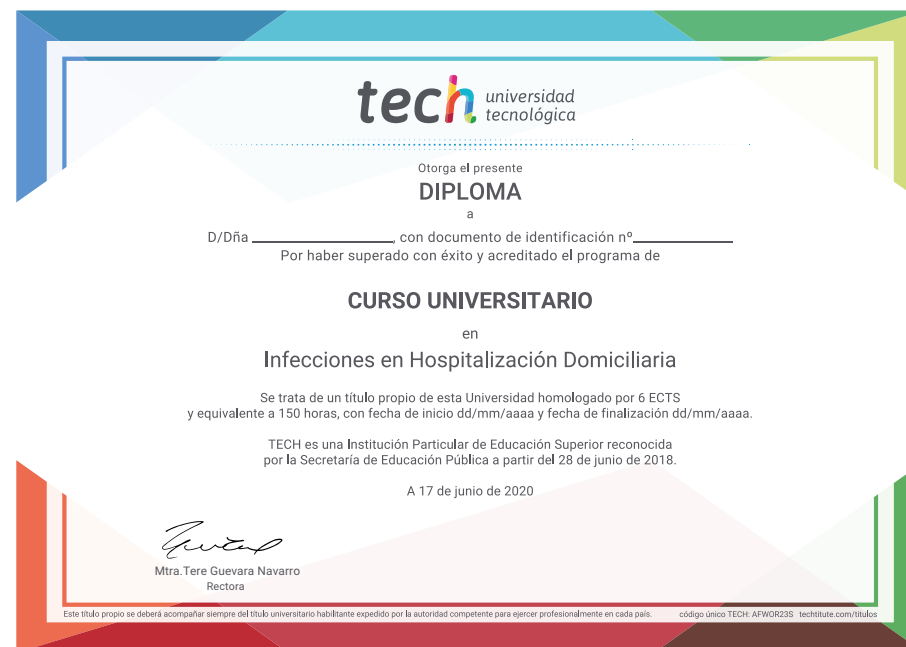 tech universidad
tecnológica
Otorga el presente
DIPLOMA
a
D/Dña ____________________, con documento de identificación nº______________
Por haber superado con éxito y acreditado el programa de
CURSO UNIVERSITARIO
en
Infecciones en Hospitalización Domiciliaria
Se trata de un título propio de esta Universidad homologado por 6 ECTS
y equivalente a 150 horas, con fecha de inicio dd/mm/aaaa y fecha de finalización dd/mm/aaaa.
TECH es una Institución Particular de Educación Superior reconocida
por la Secretaría de Educación Pública a partir del 28 de junio de 2018.
A 17 de junio de 2020
Mtra.Tere Guevara Navarro
Rectora
Este título propio se deberá acompañar siempre del título universitario habilitante expedido por la autoridad competente para ejercer profesionalmente en cada país. código único TECH: AFWOR23S techtitute.com/titulos